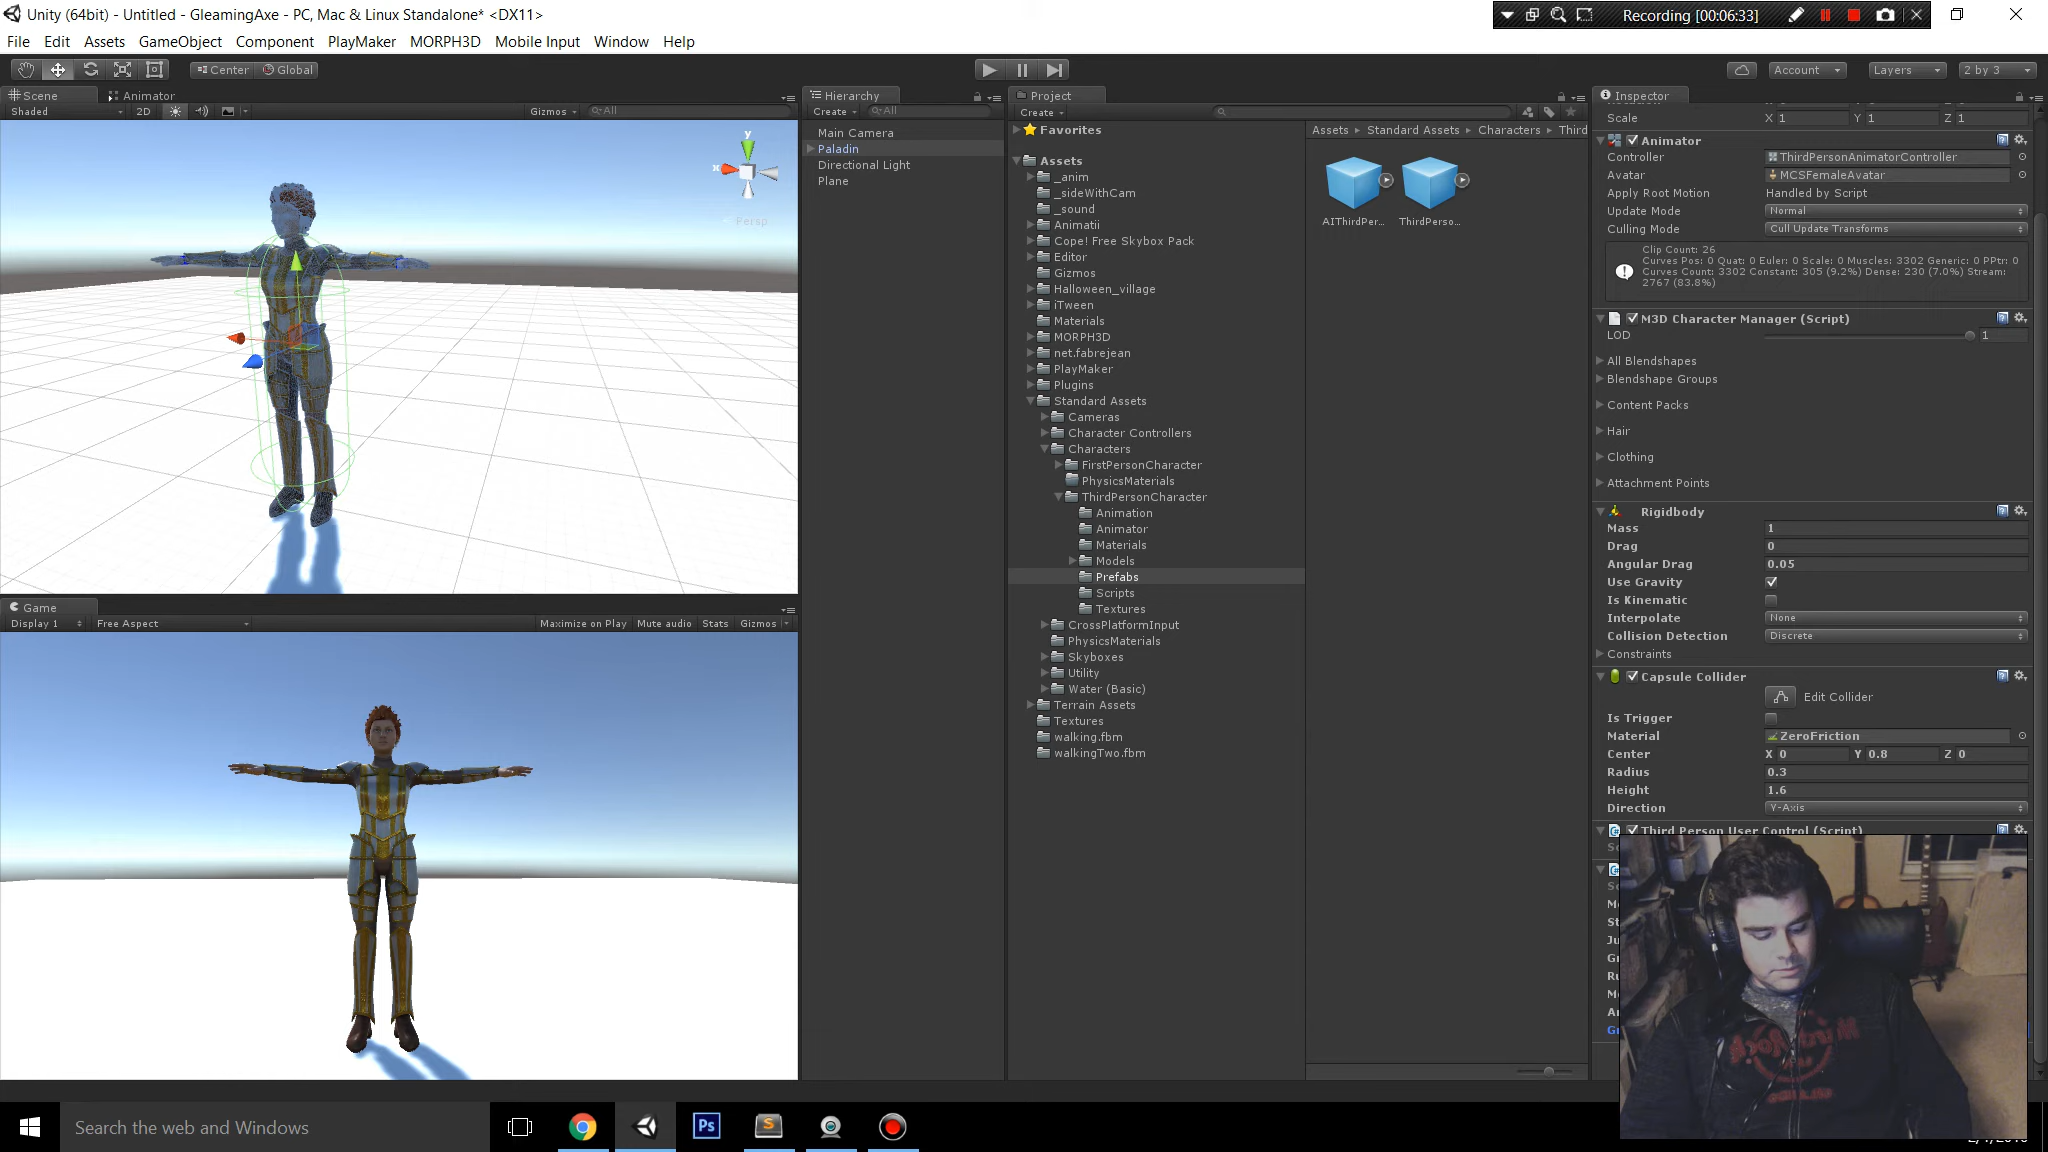 Unity (64bit) - Untitled - GleamingAxe - PC, Mac & Linux Standalone* <DX11>
Recording [00:06:33]
File Edit Assets GameObject Component PlayMaker MORPH3D Mobile Input Window Help
Center Global
Account Layers 2 by 3
Scene Animator
Shaded 2D Gizmos All
y
x
Persp
Game
Display 1 Free Aspect Maximize on Play Mute audio Stats Gizmos
Hierarchy
Create All
Main Camera
Paladin
Directional Light
Plane
Project
Create
Favorites
Assets
_anim
_sideWithCam
_sound
Animatii
Cope! Free Skybox Pack
Editor
Gizmos
Halloween_village
iTween
Materials
MORPH3D
net.fabrejean
PlayMaker
Plugins
Standard Assets
Cameras
Character Controllers
Characters
FirstPersonCharacter
PhysicsMaterials
ThirdPersonCharacter
Animation
Animator
Materials
Models
Prefabs
Scripts
Textures
CrossPlatformInput
PhysicsMaterials
Skyboxes
Utility
Water (Basic)
Terrain Assets
Textures
walking.fbm
walkingTwo.fbm
Assets ▸ Standard Assets ▸ Characters ▸ Third
AIThirdPer... ThirdPerso...
Inspector
Scale X 1 Y 1 Z 1
Animator
Controller ThirdPersonAnimatorController
Avatar MCSFemaleAvatar
Apply Root Motion Handled by Script
Update Mode Normal
Culling Mode Cull Update Transforms
Clip Count: 26
Curves Pos: 0 Quat: 0 Euler: 0 Scale: 0 Muscles: 3302 Generic: 0 PPtr: 0
Curves Count: 3302 Constant: 305 (9.2%) Dense: 230 (7.0%) Stream:
2767 (83.8%)
M3D Character Manager (Script)
LOD 1
All Blendshapes
Blendshape Groups
Content Packs
Hair
Clothing
Attachment Points
Rigidbody
Mass 1
Drag 0
Angular Drag 0.05
Use Gravity
Is Kinematic
Interpolate None
Collision Detection Discrete
Constraints
Capsule Collider
Edit Collider
Is Trigger
Material ZeroFriction
Center X 0 Y 0.8 Z 0
Radius 0.3
Height 1.6
Direction Y-Axis
Third Person User Control (Script)
Search the web and Windows
Ps
S